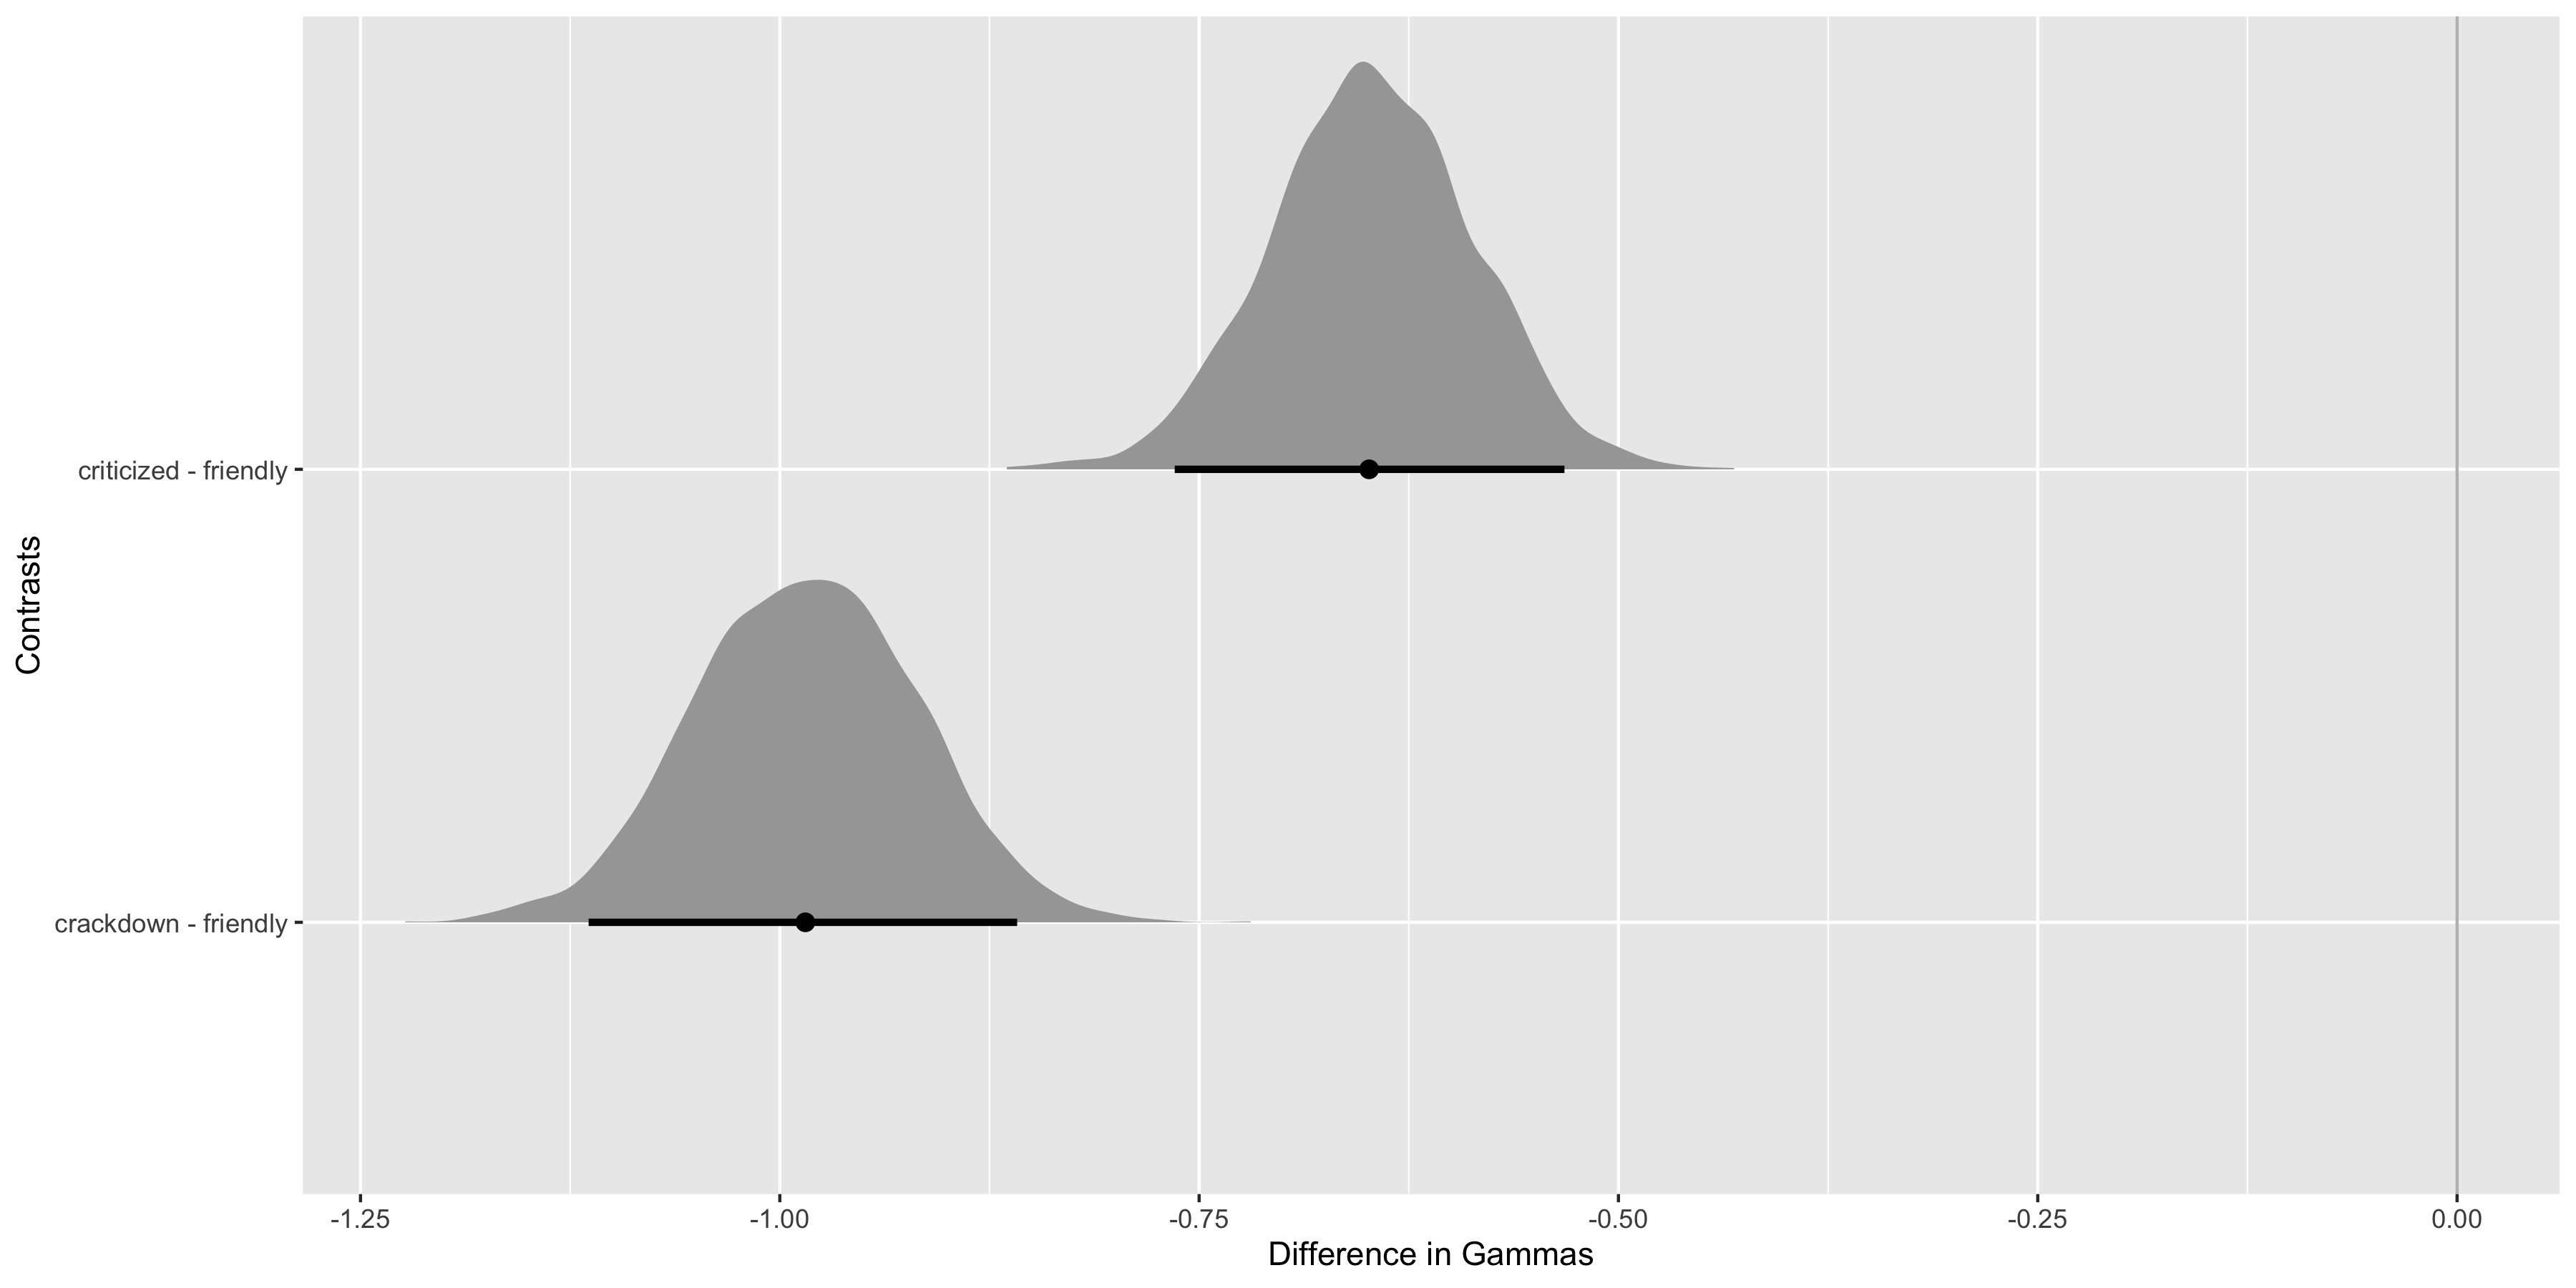 Contrasts
criticized - friendly
crackdown - friendly
-1.25
-1.00
-0.75
-0.50
-0.25
0.00
Difference in Gammas